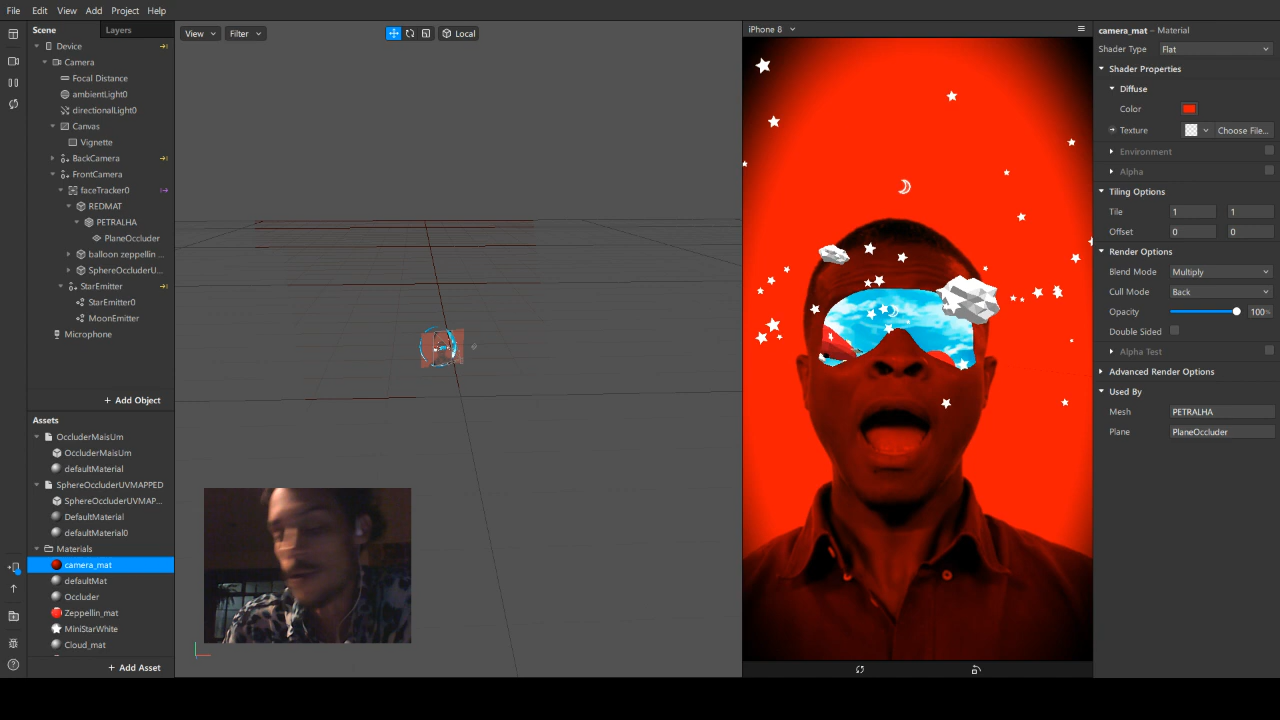 File Edit View Add Project Help
Scene Layers
Device
Camera
Focal Distance
ambientLight0
directionalLight0
Canvas
Vignette
BackCamera
FrontCamera
faceTracker0
REDMAT
PETRALHA
PlaneOccluder
balloon zeppellin ...
SphereOccluderU...
StarEmitter
StarEmitter0
MoonEmitter
Microphone
+ Add Object
Assets
OccluderMaisUm
OccluderMaisUm
defaultMaterial
SphereOccluderUVMAPPED
SphereOccluderUVMAP...
DefaultMaterial
defaultMaterial0
Materials
camera_mat
defaultMat
Occluder
Zeppellin_mat
MiniStarWhite
Cloud_mat
+ Add Asset
View Filter Local
iPhone 8
camera_mat – Material
Shader Type Flat
Shader Properties
Diffuse
Color
Texture Choose File...
Environment
Alpha
Tiling Options
Tile 1 1
Offset 0 0
Render Options
Blend Mode Multiply
Cull Mode Back
Opacity 100%
Double Sided
Alpha Test
Advanced Render Options
Used By
Mesh PETRALHA
Plane PlaneOccluder